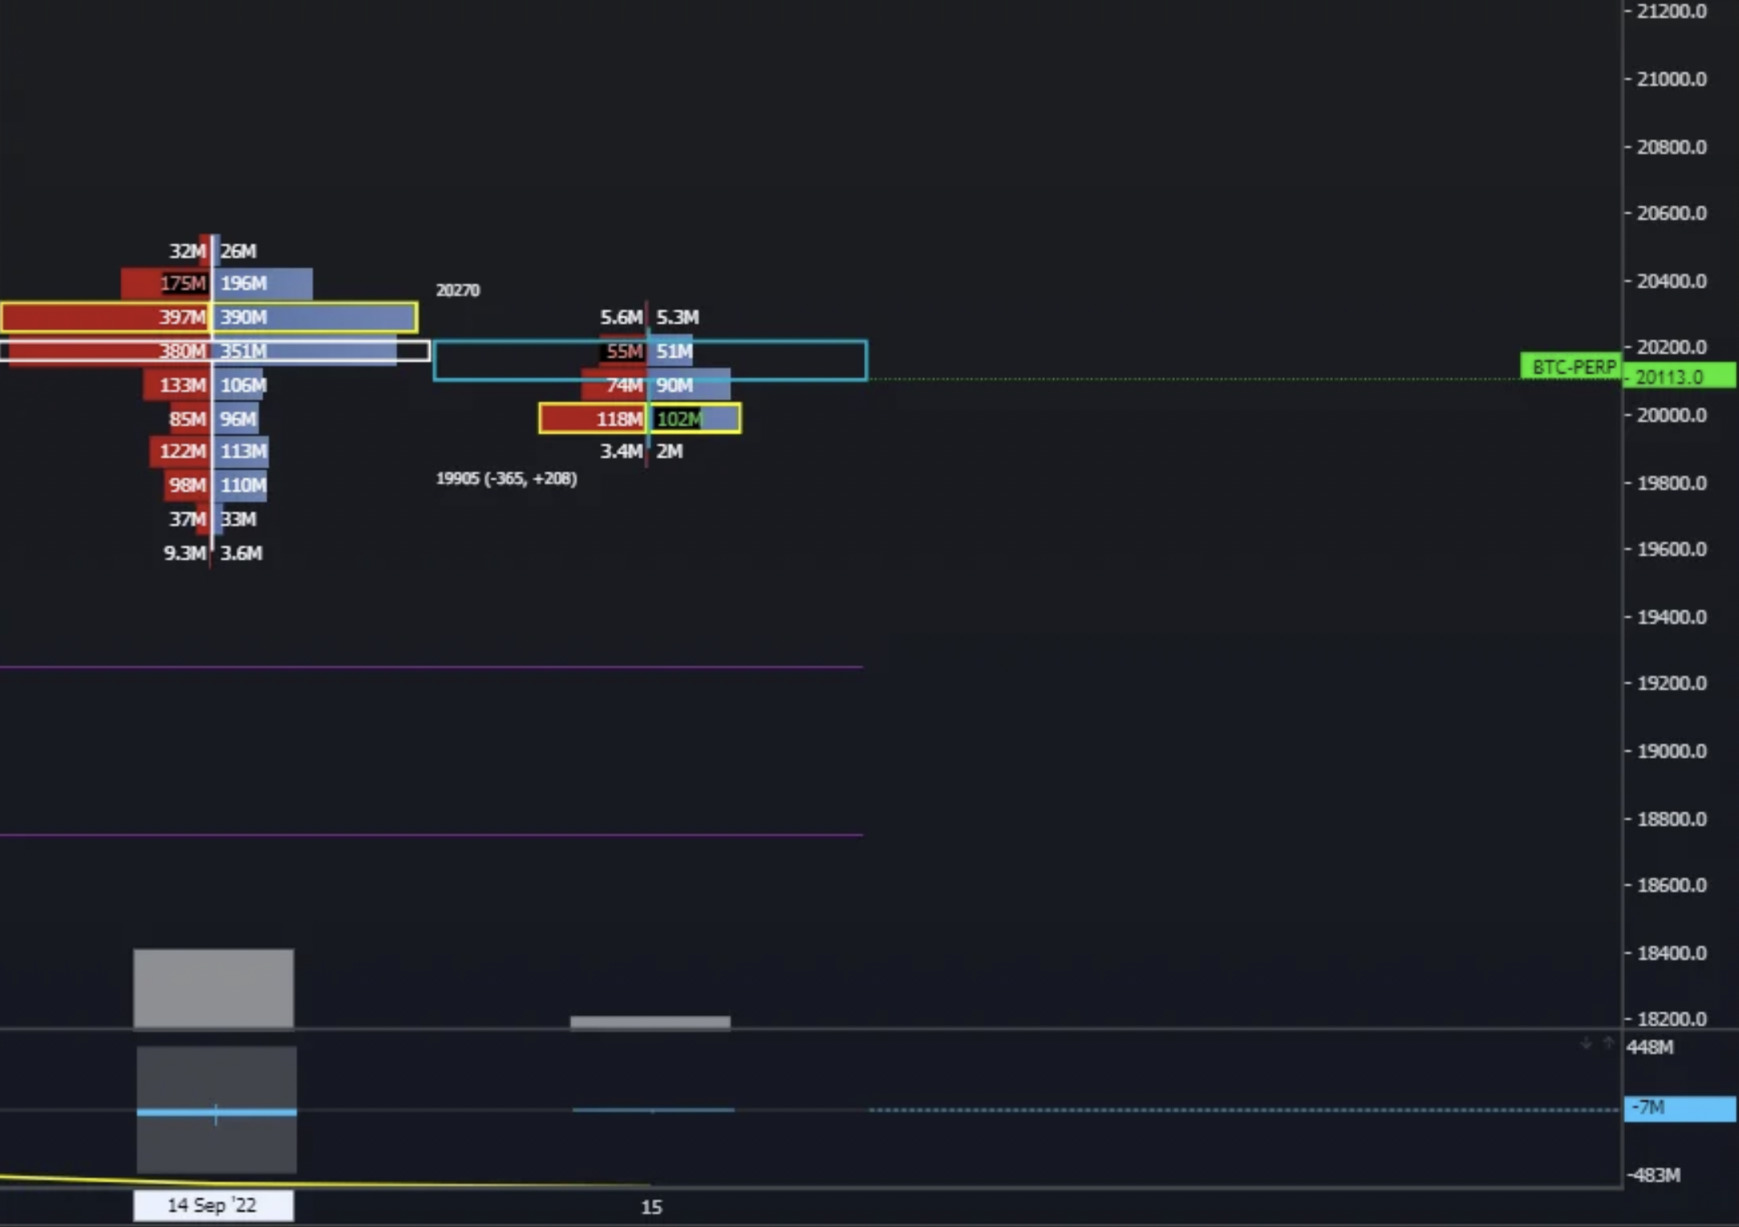 21200.0
21000.0
20800.0
20600.0
32M 26M
175M 196M
20400.0
20270
397M 390M
5.6M 5.3M
380M 351M
55M 51M
20200.0
BTC-PERP 20113.0
133M 106M
74M 90M
85M 96M
118M 102M
20000.0
122M 113M
3.4M 2M
19905 (-365, +208)
98M 110M
19800.0
37M 33M
9.3M 3.6M
19600.0
19400.0
19200.0
19000.0
18800.0
18600.0
18400.0
18200.0
448M
-7M
-483M
14 Sep '22
15